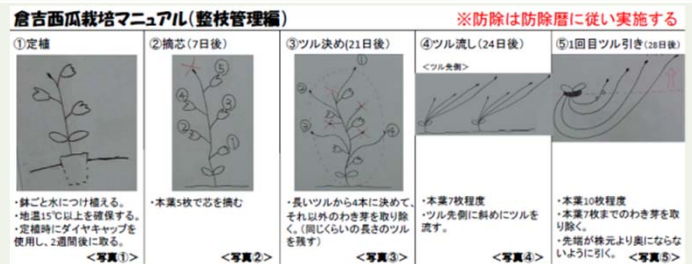 倉吉西瓜栽培マニュアル(整枝管理編)
※防除は防除暦に従い実施する
①定植
・鉢ごと水につけ植える。
・地温15℃以上を確保する。
・定植時にダイヤキャップを
使用し、2週間後に取る。
<写真①>
②摘芯(7日後)
⑤
④
③
②
①
・本葉5枚で芯を摘む
<写真②>
③ツル決め(21日後)
①
②
③
④
・長いツルから4本に決めて、
それ以外のわき芽を取り除
く。(同じくらいの長さのツル
を残す)
<写真③>
④ツル流し(24日後)
<ツル先側>
・本葉7枚程度
・ツル先側に斜めにツルを
流す。
<写真④>
⑤1回目ツル引き(28日後)
・本葉10枚程度
・本葉7枚までのわき芽を取
り除く。
・先端が株元より奥にならな
いように引く。
<写真⑤>